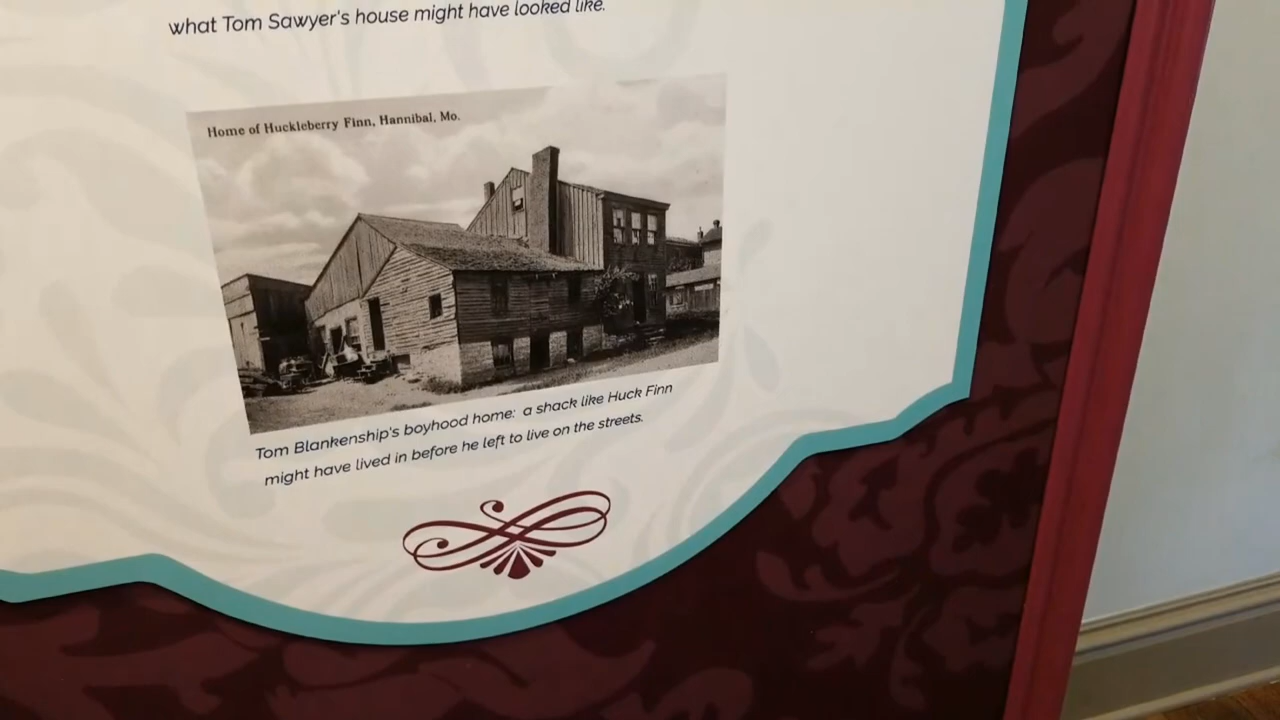 what Tom Sawyer's house might have looked like.
Home of Huckleberry Finn, Hannibal, Mo.
Tom Blankenship's boyhood home: a shack like Huck Finn
might have lived in before he left to live on the streets.